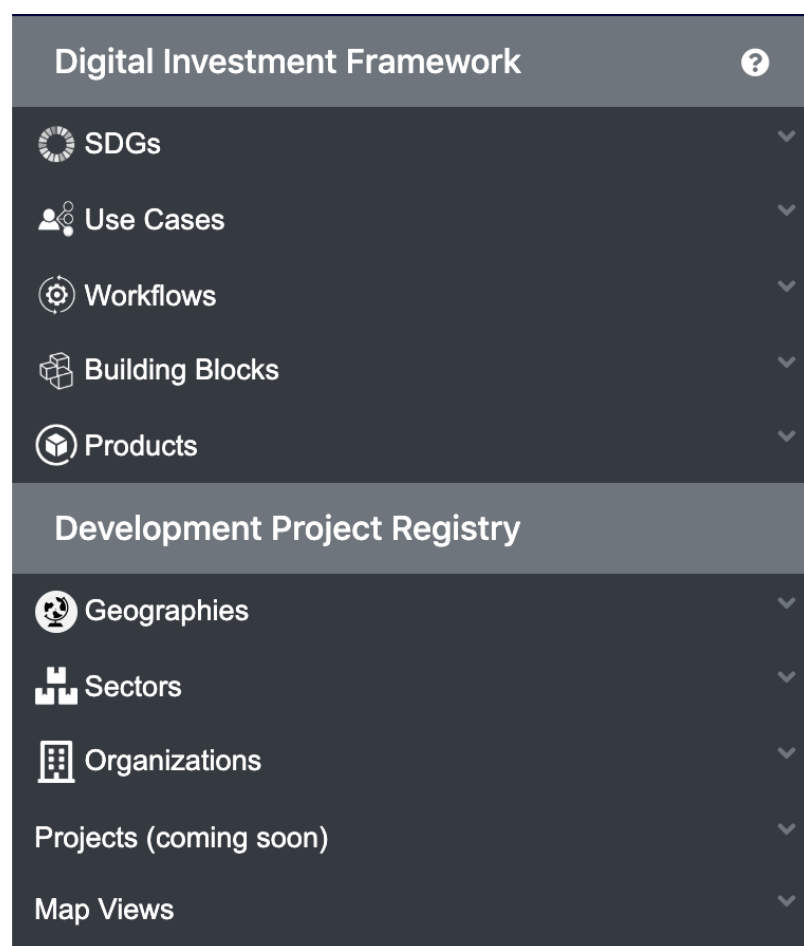 Digital Investment Framework
SDGs
Use Cases
Workflows
Building Blocks
Products
Development Project Registry
Geographies
Sectors
Organizations
Projects (coming soon)
Map Views